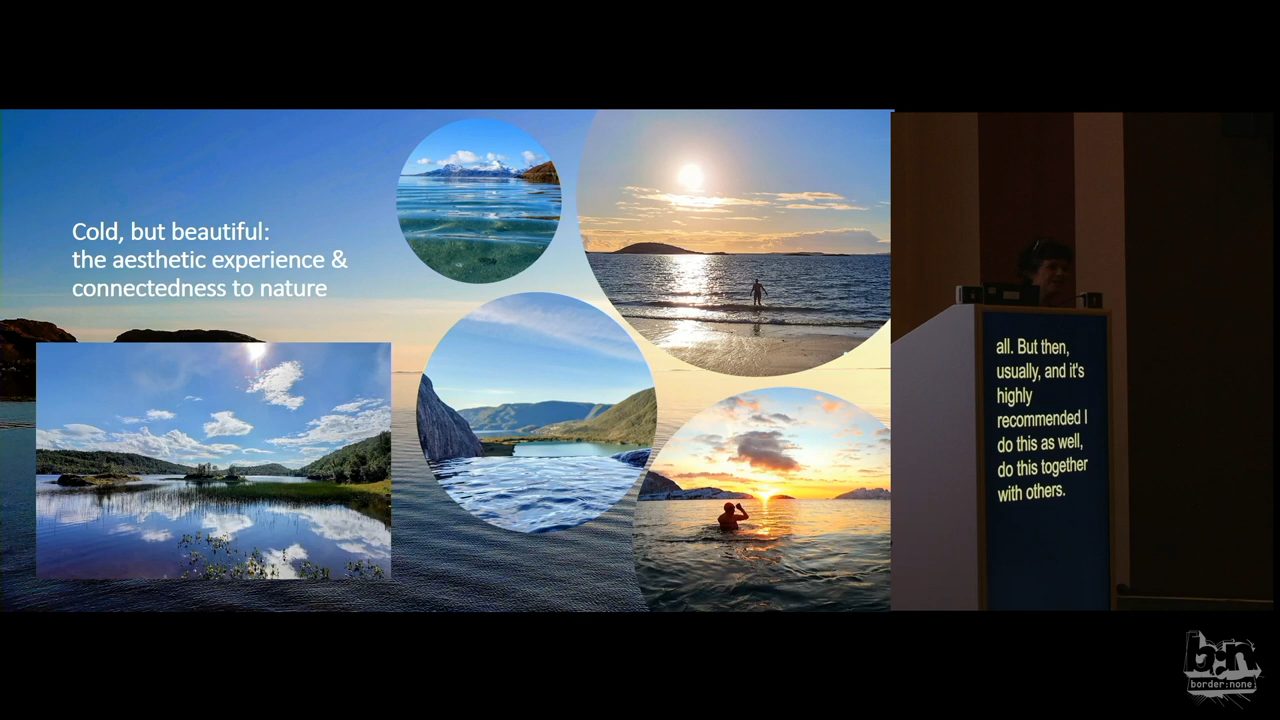 Cold, but beautiful:
the aesthetic experience &
connectedness to nature
all. But then,
usually, and it's
highly
recommended I
do this as well,
do this together
with others.
b:n
border:none